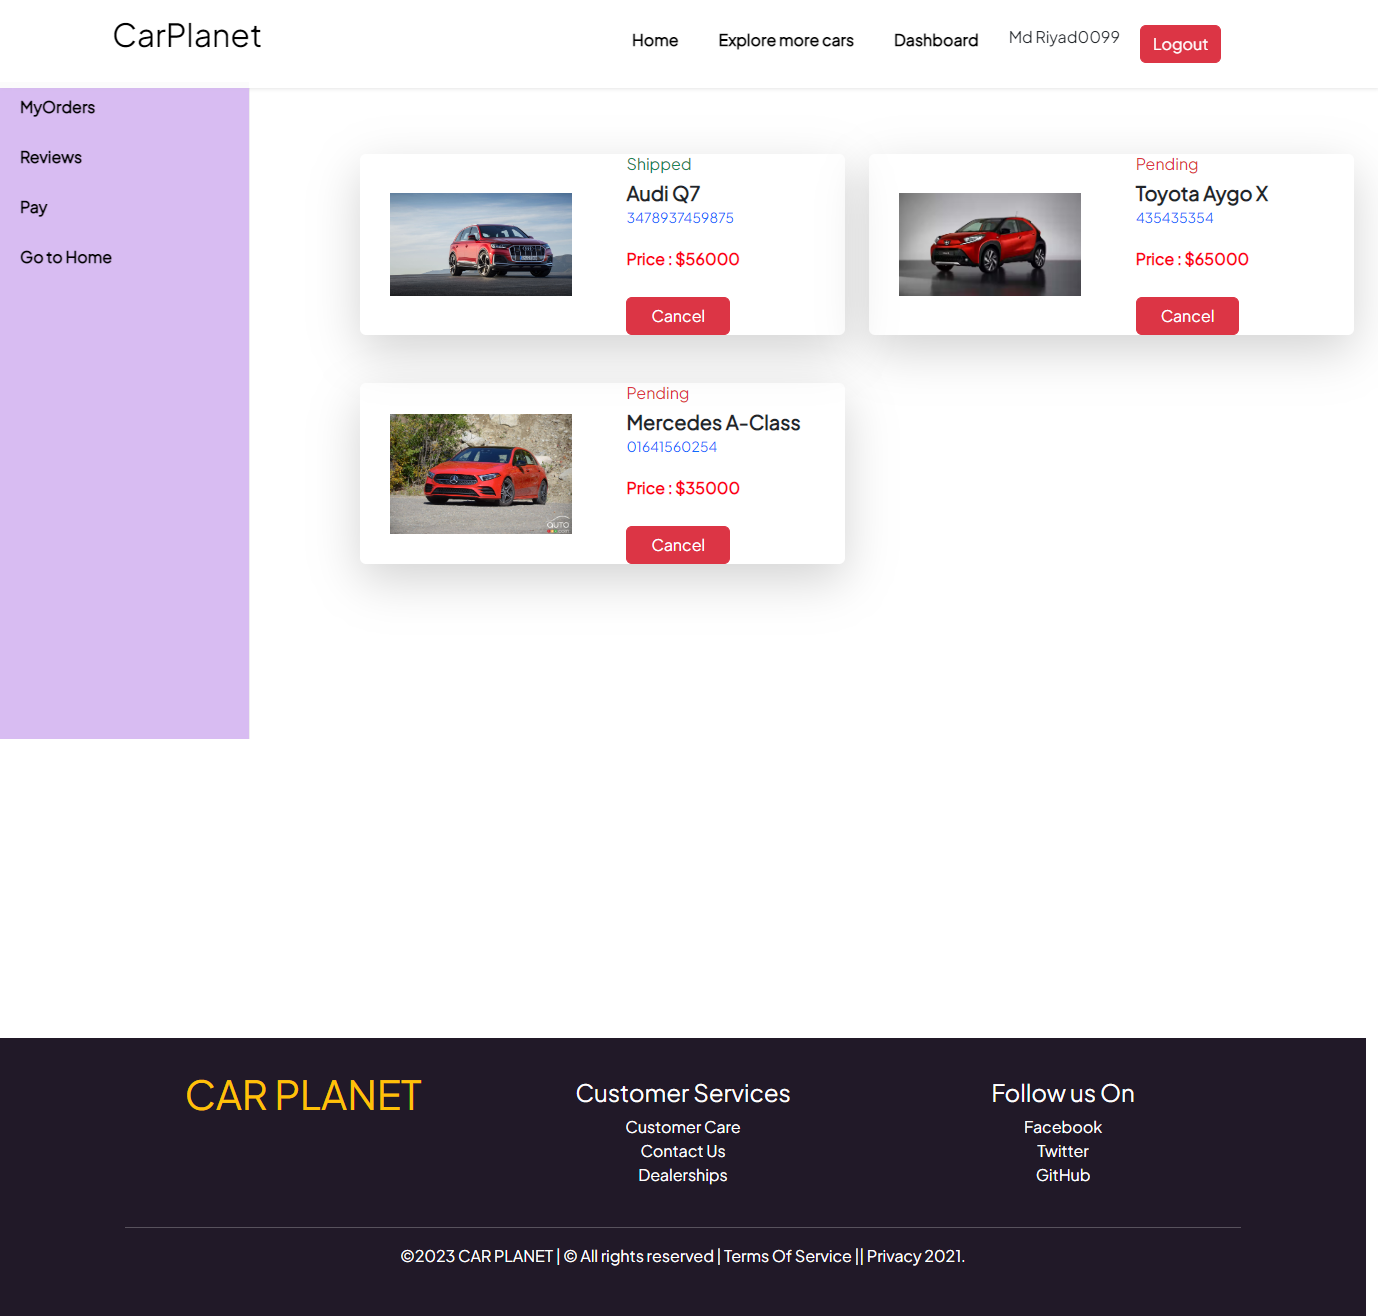 CarPlanet
Home
Explore more cars
Dashboard
Md Riyad0099
Logout
MyOrders
Reviews
Pay
Go to Home
Shipped
Audi Q7
3478937459875
Price : $56000
Cancel
Pending
Toyota Aygo X
435435354
Price : $65000
Cancel
Pending
Mercedes A-Class
01641560254
Price : $35000
Cancel
CAR PLANET
Customer Services
Customer Care
Contact Us
Dealerships
Follow us On
Facebook
Twitter
GitHub
©2023 CAR PLANET | © All rights reserved | Terms Of Service || Privacy 2021.